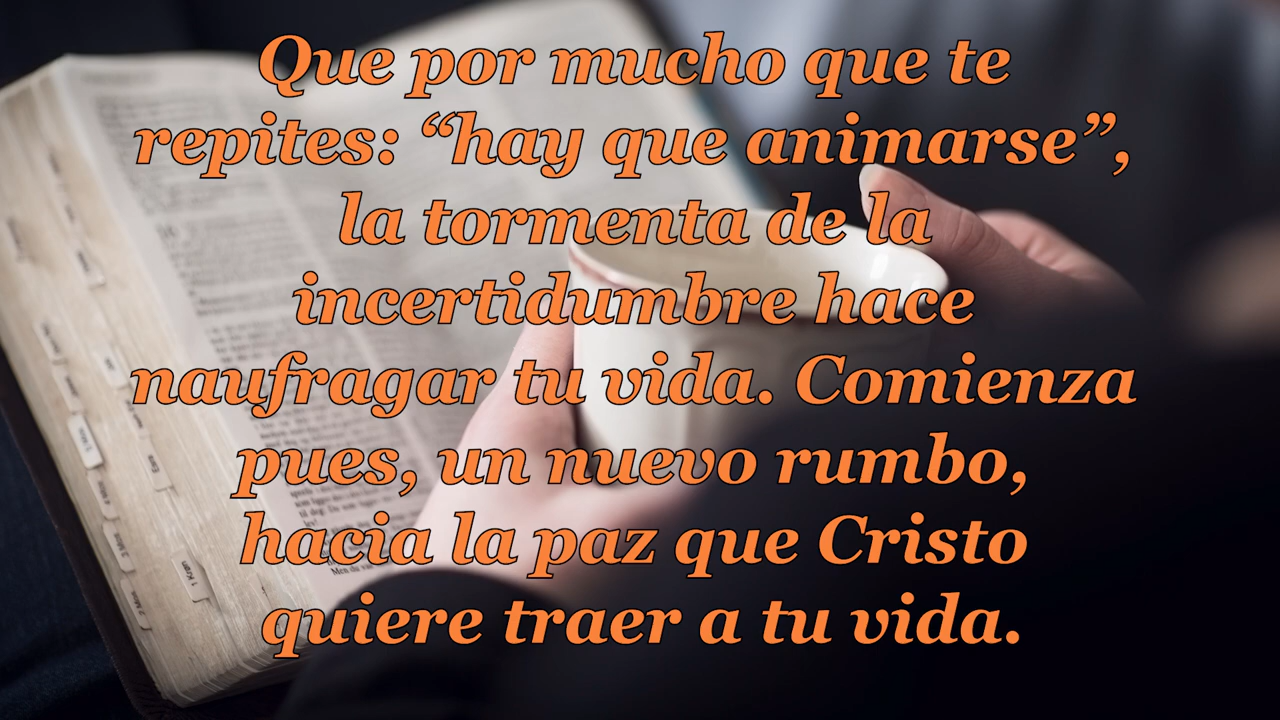 Que por mucho que te
repites: “hay que animarse”,
la tormenta de la
incertidumbre hace
naufragar tu vida. Comienza
pues, un nuevo rumbo,
hacia la paz que Cristo
quiere traer a tu vida.